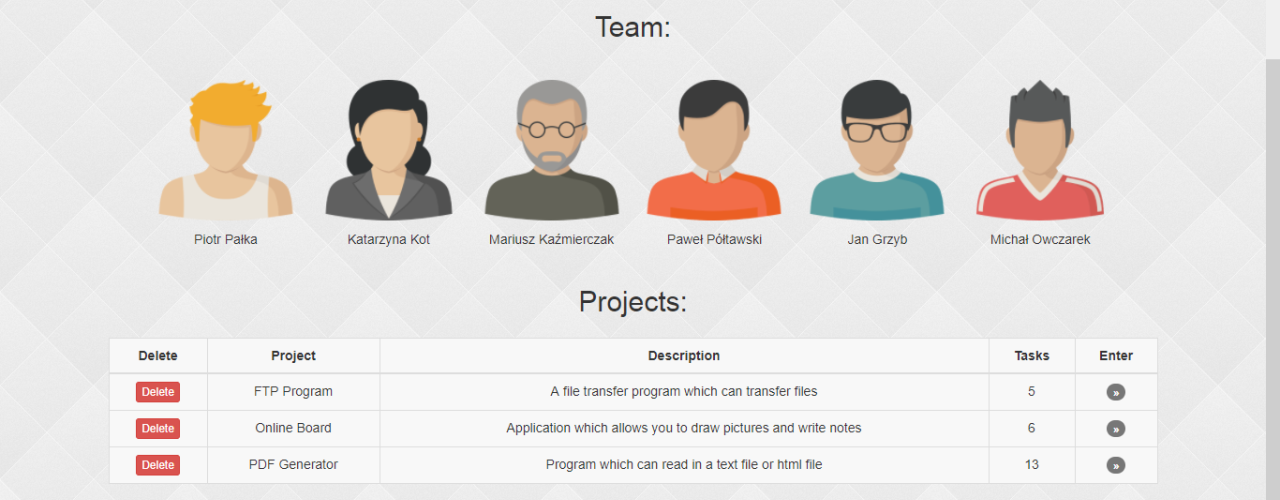 Team:
Piotr Pałka Katarzyna Kot Mariusz Kaźmierczak Paweł Półtawski Jan Grzyb Michał Owczarek
Projects:
Delete Project Description Tasks Enter
Delete FTP Program A file transfer program which can transfer files 5 »
Delete Online Board Application which allows you to draw pictures and write notes 6 »
Delete PDF Generator Program which can read in a text file or html file 13 »